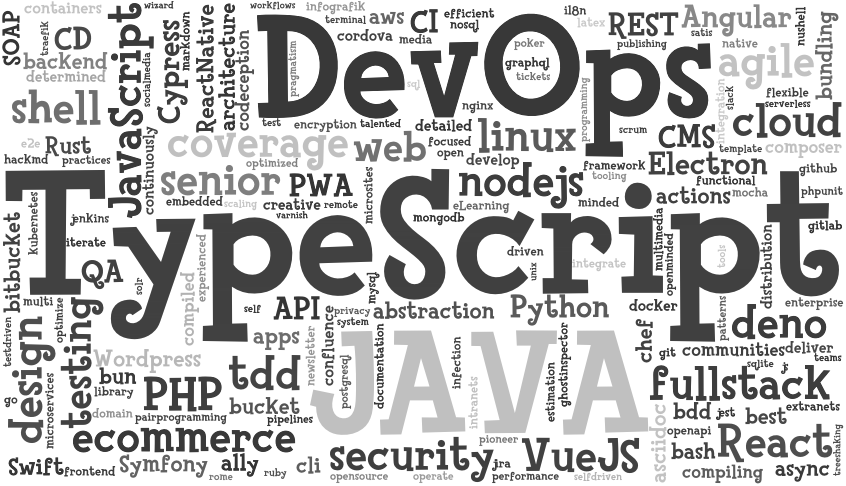 containers
workflows
infografik
wizard
terminal
aws
CI
efficient
nosql
i18n
latex
REST
Angular
satis
nushell
SOAP
traefik
CD
backend
determined
JavaScript
socialmedia
Cypress
markdown
ReactNative
architecture
codeception
DevOps
pragmatism
cordova
media
sql
poker
graphql
tickets
publishing
native
agile
bundling
shell
nginx
programming
integration
slack
flexible
serverless
cloud
test
encryption
talented
detailed
scrum
e2e
Rust
hackmd
practices
continuously
coverage
optimized
web
focused
open
linux
develop
CMS
template
composer
framework
tooling
Electron
functional
github
senior
PWA
microsites
nodejs
actions
mocha
phpunit
embedded
scaling
creative
remote
varnish
mongodb
eLearning
minded
gitlab
TypeScript
bitbucket
Kubernetes
jenkins
iterate
QA
solr
compiled
experienced
driven
unix
integrate
multimedia
openminded
tools
distribution
multi
optimize
self
API
privacy
system
mysql
abstraction
Python
docker
patterns
enterprise
testdriven
design
testing
Wordpress
apps
newsletter
confluence
postgresql
documentation
JAVA
infection
intranets
estimation
ghostinspector
chef
git
communities
deno
deliver
teams
sqlite
js
go
microservices
bun
library
domain
PHP
pairprogramming
tdd
bucket
pipelines
fullstack
ecommerce
pioneer
asciidoc
bdd
jest
best
extranets
openapi
bash
React
treeshaking
Swift
frontend
Symfony
rome
ally
ruby
cli
security
opensource
operate
jra
performance
VueJS
selfdriven
compiling
async